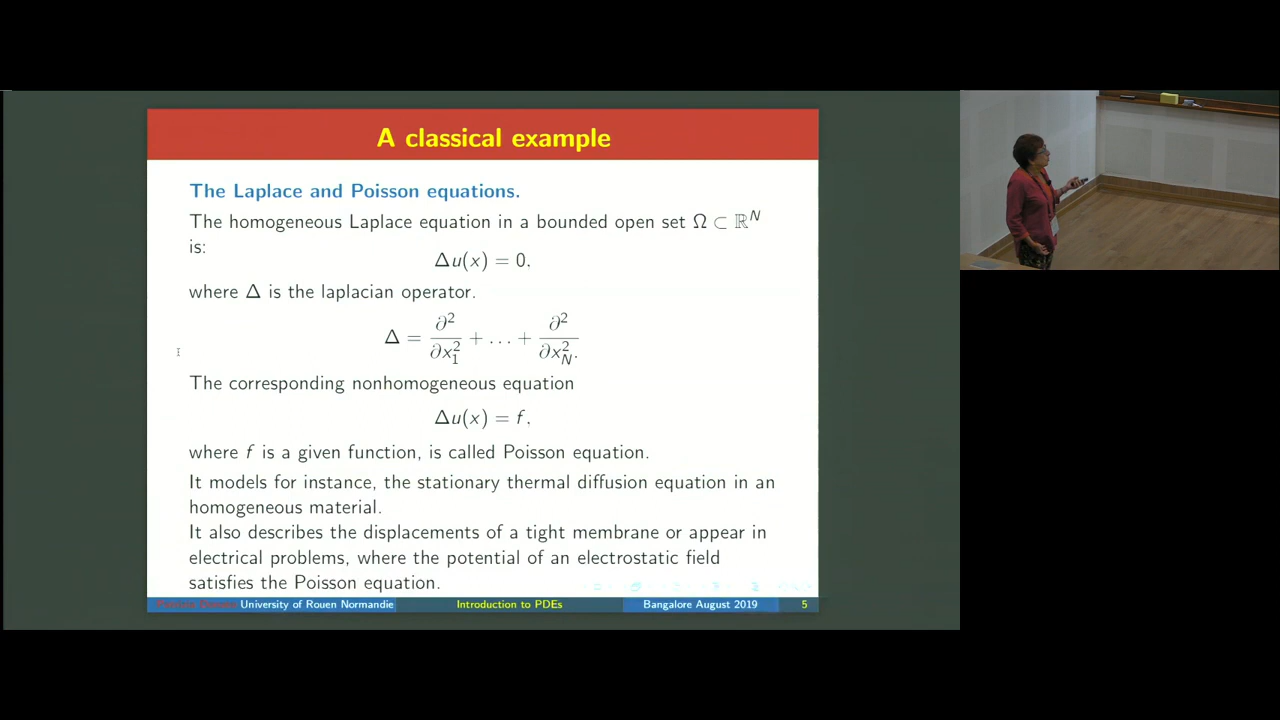 A classical example
The Laplace and Poisson equations.
The homogeneous Laplace equation in a bounded open set Ω ⊂ ℝᴺ
is:
Δu(x) = 0.
where Δ is the laplacian operator.
Δ = ∂²/∂x₁² + … + ∂²/∂x_N².
The corresponding nonhomogeneous equation
Δu(x) = f.
where f is a given function, is called Poisson equation.
It models for instance, the stationary thermal diffusion equation in an
homogeneous material.
It also describes the displacements of a tight membrane or appear in
electrical problems, where the potential of an electrostatic field
satisfies the Poisson equation.
University of Rouen Normandie Introduction to PDEs Bangalore August 2019 5